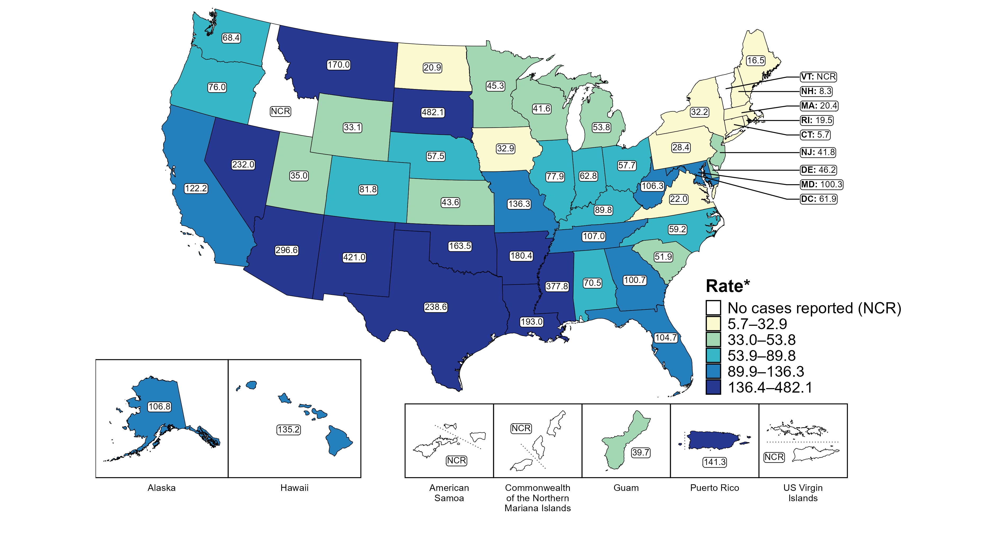 68.4
170.0
20.9
16.5
45.3
VT: NCR
76.0
NH: 8.3
MA: 20.4
NCR
482.1
41.6
32.2
RI: 19.5
33.1
53.8
CT: 5.7
32.9
28.4
NJ: 41.8
57.5
232.0
57.7
DE: 46.2
35.0
77.9
62.8
MD: 100.3
122.2
81.8
106.3
DC: 61.9
43.6
136.3
22.0
89.8
59.2
107.0
163.5
296.6
421.0
180.4
51.9
377.8
70.5
100.7
238.6
193.0
104.7
Rate*
No cases reported (NCR)
5.7–32.9
33.0–53.8
53.9–89.8
89.9–136.3
136.4–482.1
106.8
135.2
NCR
NCR
39.7
141.3
NCR
Alaska
Hawaii
American
Samoa
Commonwealth
of the Northern
Mariana Islands
Guam
Puerto Rico
US Virgin
Islands